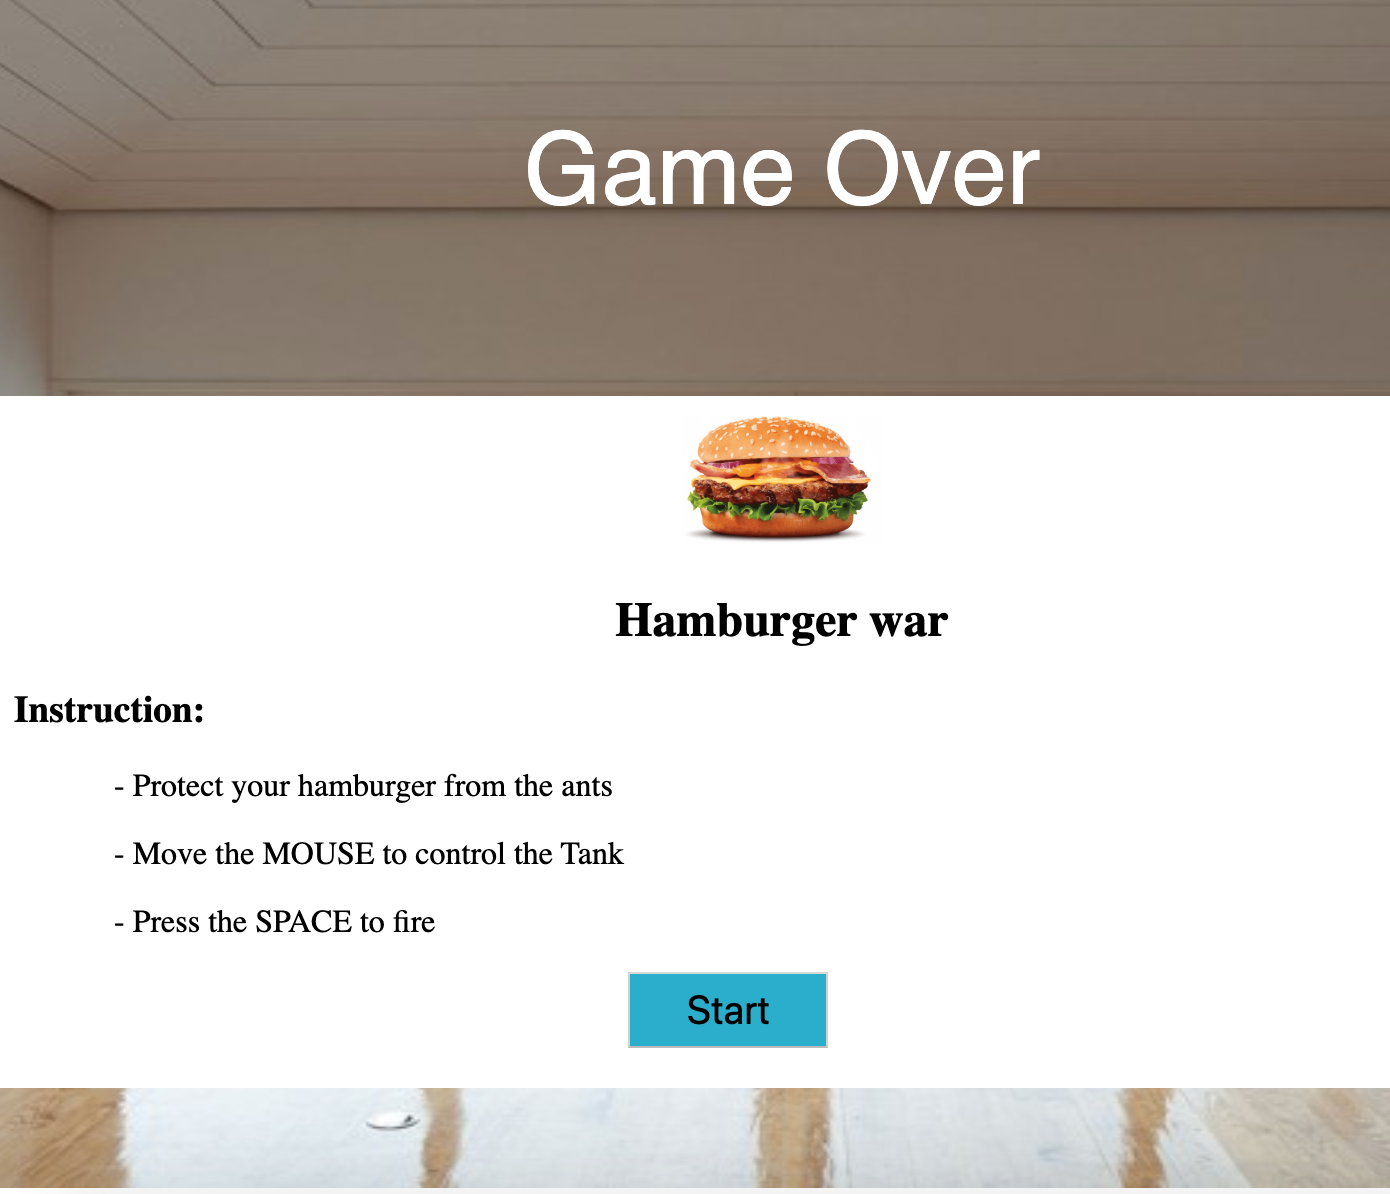 Game Over
Hamburger war
Instruction:
- Protect your hamburger from the ants
- Move the MOUSE to control the Tank
- Press the SPACE to fire
Start